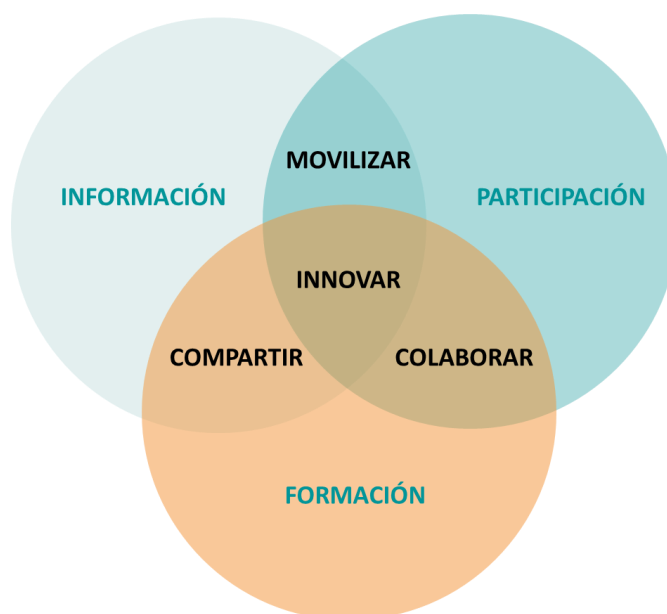 MOVILIZAR
INFORMACIÓN
PARTICIPACIÓN
INNOVAR
COMPARTIR
COLABORAR
FORMACIÓN